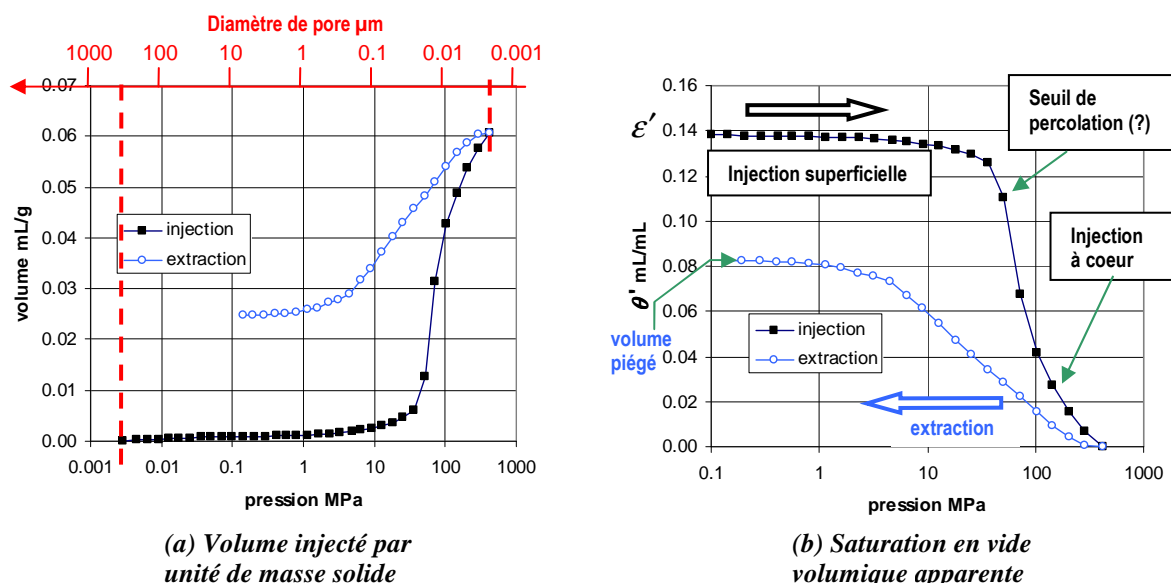 Diamètre de pore µm
1000 100 10 1 0.1 0.01 0.001
0.07
0.06
0.05
0.04
0.03
0.02
0.01
0.00
volume mL/g
injection
extraction
0.001 0.01 0.1 1 10 100 1000
pression MPa
(a) Volume injecté par
unité de masse solide
0.16
0.14
0.12
0.10
0.08
0.06
0.04
0.02
0.00
ε'
θ' mL/mL
Seuil de
percolation (?)
Injection superficielle
Injection
à coeur
volume
piégé
injection
extraction
extraction
0.1 1 10 100 1000
pression MPa
(b) Saturation en vide
volumique apparente